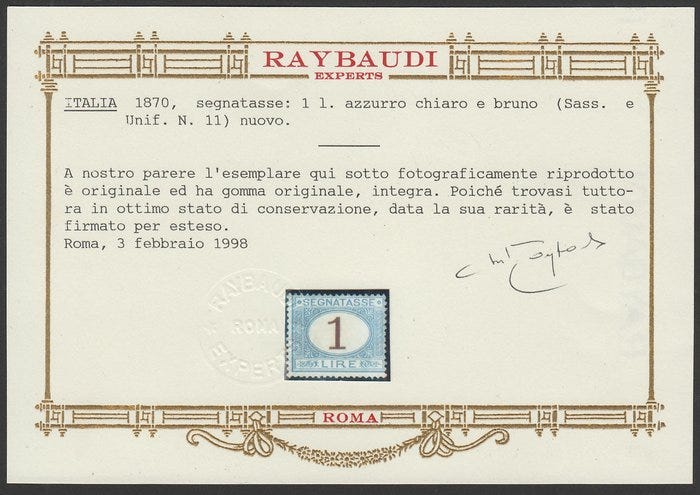 RAYBAUDI
EXPERTS
ITALIA 1870, segnatasse: 1 l. azzurro chiaro e bruno (Sass. e
Unif. N. 11) nuovo.
A nostro parere l'esemplare qui sotto fotograficamente riprodotto
è originale ed ha gomma originale, integra. Poiché trovasi tutto-
ra in ottimo stato di conservazione, data la sua rarità, è stato
firmato per esteso.
Roma, 3 febbraio 1998
RAYBAUDI
ROMA
EXPERTS
SEGNATASSE
1
LIRE
ROMA